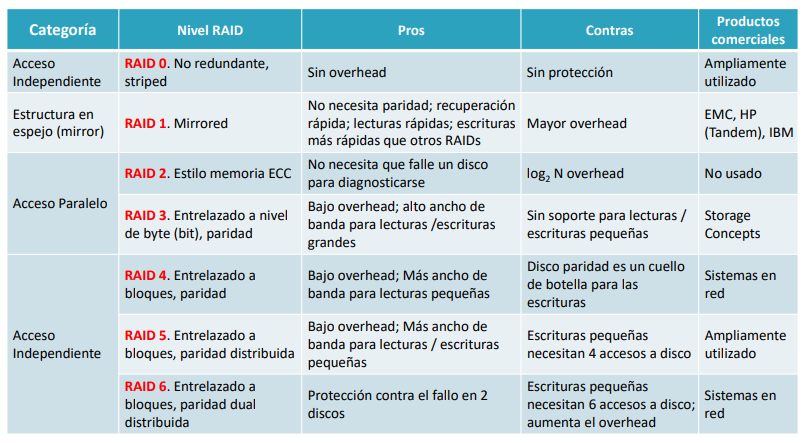 Categoría
Nivel RAID
Pros
Contras
Productos
comerciales
Acceso
Independiente
RAID 0. No redundante,
striped
Sin overhead
Sin protección
Ampliamente
utilizado
Estructura en
espejo (mirror)
RAID 1. Mirrored
No necesita paridad; recuperación
rápida; lecturas rápidas; escrituras
más rápidas que otros RAIDs
Mayor overhead
EMC, HP
(Tandem), IBM
Acceso Paralelo
RAID 2. Estilo memoria ECC
No necesita que falle un disco
para diagnosticarse
log₂ N overhead
No usado
RAID 3. Entrelazado a nivel
de byte (bit), paridad
Bajo overhead; alto ancho de
banda para lecturas /escrituras
grandes
Sin soporte para lecturas /
escrituras pequeñas
Storage
Concepts
Acceso
Independiente
RAID 4. Entrelazado a
bloques, paridad
Bajo overhead; Más ancho de
banda para lecturas pequeñas
Disco paridad es un cuello
de botella para las
escrituras
Sistemas en
red
RAID 5. Entrelazado a
bloques, paridad distribuida
Bajo overhead; Más ancho de
banda para lecturas / escrituras
pequeñas
Escrituras pequeñas
necesitan 4 accesos a disco
Ampliamente
utilizado
RAID 6. Entrelazado a
bloques, paridad dual
distribuida
Protección contra el fallo en 2
discos
Escrituras pequeñas
necesitan 6 accesos a disco;
aumenta el overhead
Sistemas en
red